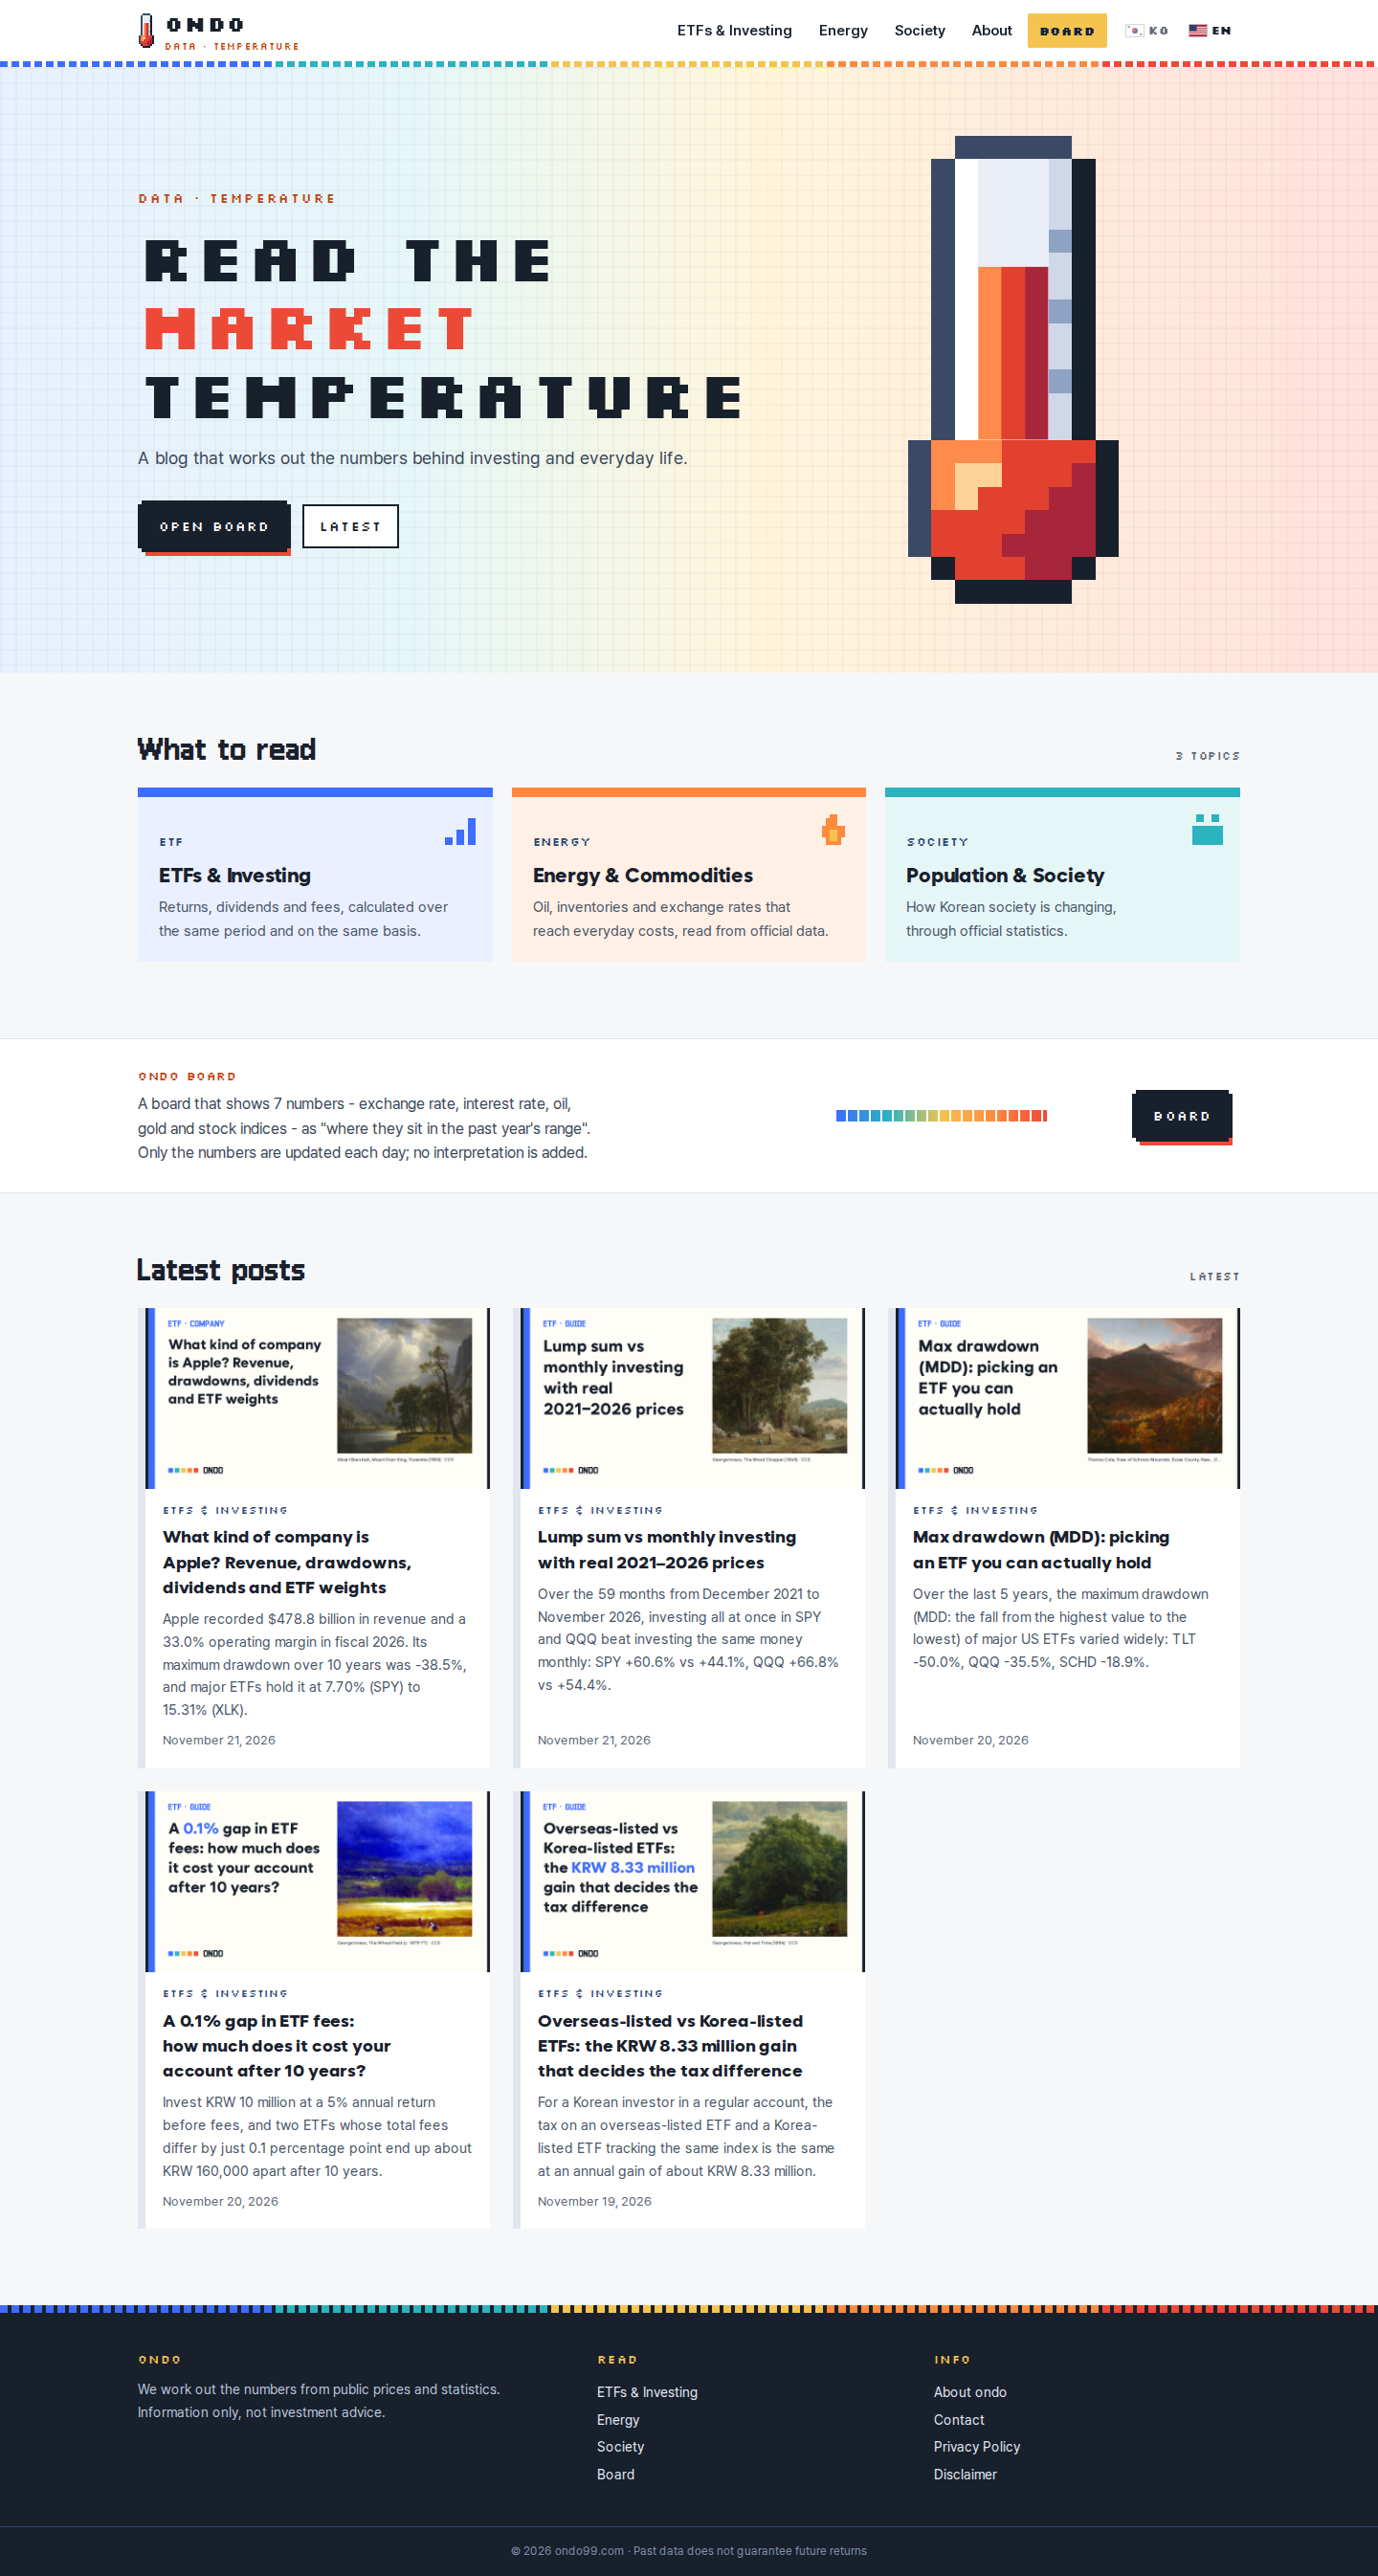 ONDO
DATA · TEMPERATURE
ETFs & Investing
Energy
Society
About
BOARD
KO
EN
DATA · TEMPERATURE
READ THE
MARKET
TEMPERATURE
A blog that works out the numbers behind investing and everyday life.
OPEN BOARD
LATEST
What to read
3 TOPICS
ETF
ETFs & Investing
Returns, dividends and fees, calculated over
the same period and on the same basis.
ENERGY
Energy & Commodities
Oil, inventories and exchange rates that
reach everyday costs, read from official data.
SOCIETY
Population & Society
How Korean society is changing,
through official statistics.
ONDO BOARD
A board that shows 7 numbers - exchange rate, interest rate, oil,
gold and stock indices - as "where they sit in the past year's range".
Only the numbers are updated each day; no interpretation is added.
BOARD
Latest posts
LATEST
ETF · COMPANY
What kind of company
is Apple? Revenue,
drawdowns, dividends
and ETF weights
ONDO
ETFS & INVESTING
What kind of company is
Apple? Revenue, drawdowns,
dividends and ETF weights
Apple recorded $478.8 billion in revenue and a
33.0% operating margin in fiscal 2026. Its
maximum drawdown over 10 years was -38.5%,
and major ETFs hold it at 7.70% (SPY) to
15.31% (XLK).
November 21, 2026
ETF · GUIDE
Lump sum vs
monthly investing
with real
2021–2026 prices
George Inness, The Wood Chopper (1849) · CC0
ONDO
ETFS & INVESTING
Lump sum vs monthly investing
with real 2021–2026 prices
Over the 59 months from December 2021 to
November 2026, investing all at once in SPY
and QQQ beat investing the same money
monthly: SPY +60.6% vs +44.1%, QQQ +66.8%
vs +54.4%.
November 21, 2026
ETF · GUIDE
Max drawdown
(MDD): picking an
ETF you can
actually hold
ONDO
ETFS & INVESTING
Max drawdown (MDD): picking
an ETF you can actually hold
Over the last 5 years, the maximum drawdown
(MDD: the fall from the highest value to the
lowest) of major US ETFs varied widely: TLT
-50.0%, QQQ -35.5%, SCHD -18.9%.
November 20, 2026
ETF · GUIDE
A 0.1% gap in ETF
fees: how much does
it cost your account
after 10 years?
ONDO
ETFS & INVESTING
A 0.1% gap in ETF fees:
how much does it cost your
account after 10 years?
Invest KRW 10 million at a 5% annual return
before fees, and two ETFs whose total fees
differ by just 0.1 percentage point end up about
KRW 160,000 apart after 10 years.
November 20, 2026
ETF · GUIDE
Overseas-listed vs
Korea-listed ETFs:
the KRW 8.33 million
gain that decides the
tax difference
ONDO
ETFS & INVESTING
Overseas-listed vs Korea-listed
ETFs: the KRW 8.33 million gain
that decides the tax difference
For a Korean investor in a regular account, the
tax on an overseas-listed ETF and a Korea-
listed ETF tracking the same index is the same
at an annual gain of about KRW 8.33 million.
November 19, 2026
ONDO
We work out the numbers from public prices and statistics.
Information only, not investment advice.
READ
ETFs & Investing
Energy
Society
Board
INFO
About ondo
Contact
Privacy Policy
Disclaimer
© 2026 ondo99.com · Past data does not guarantee future returns